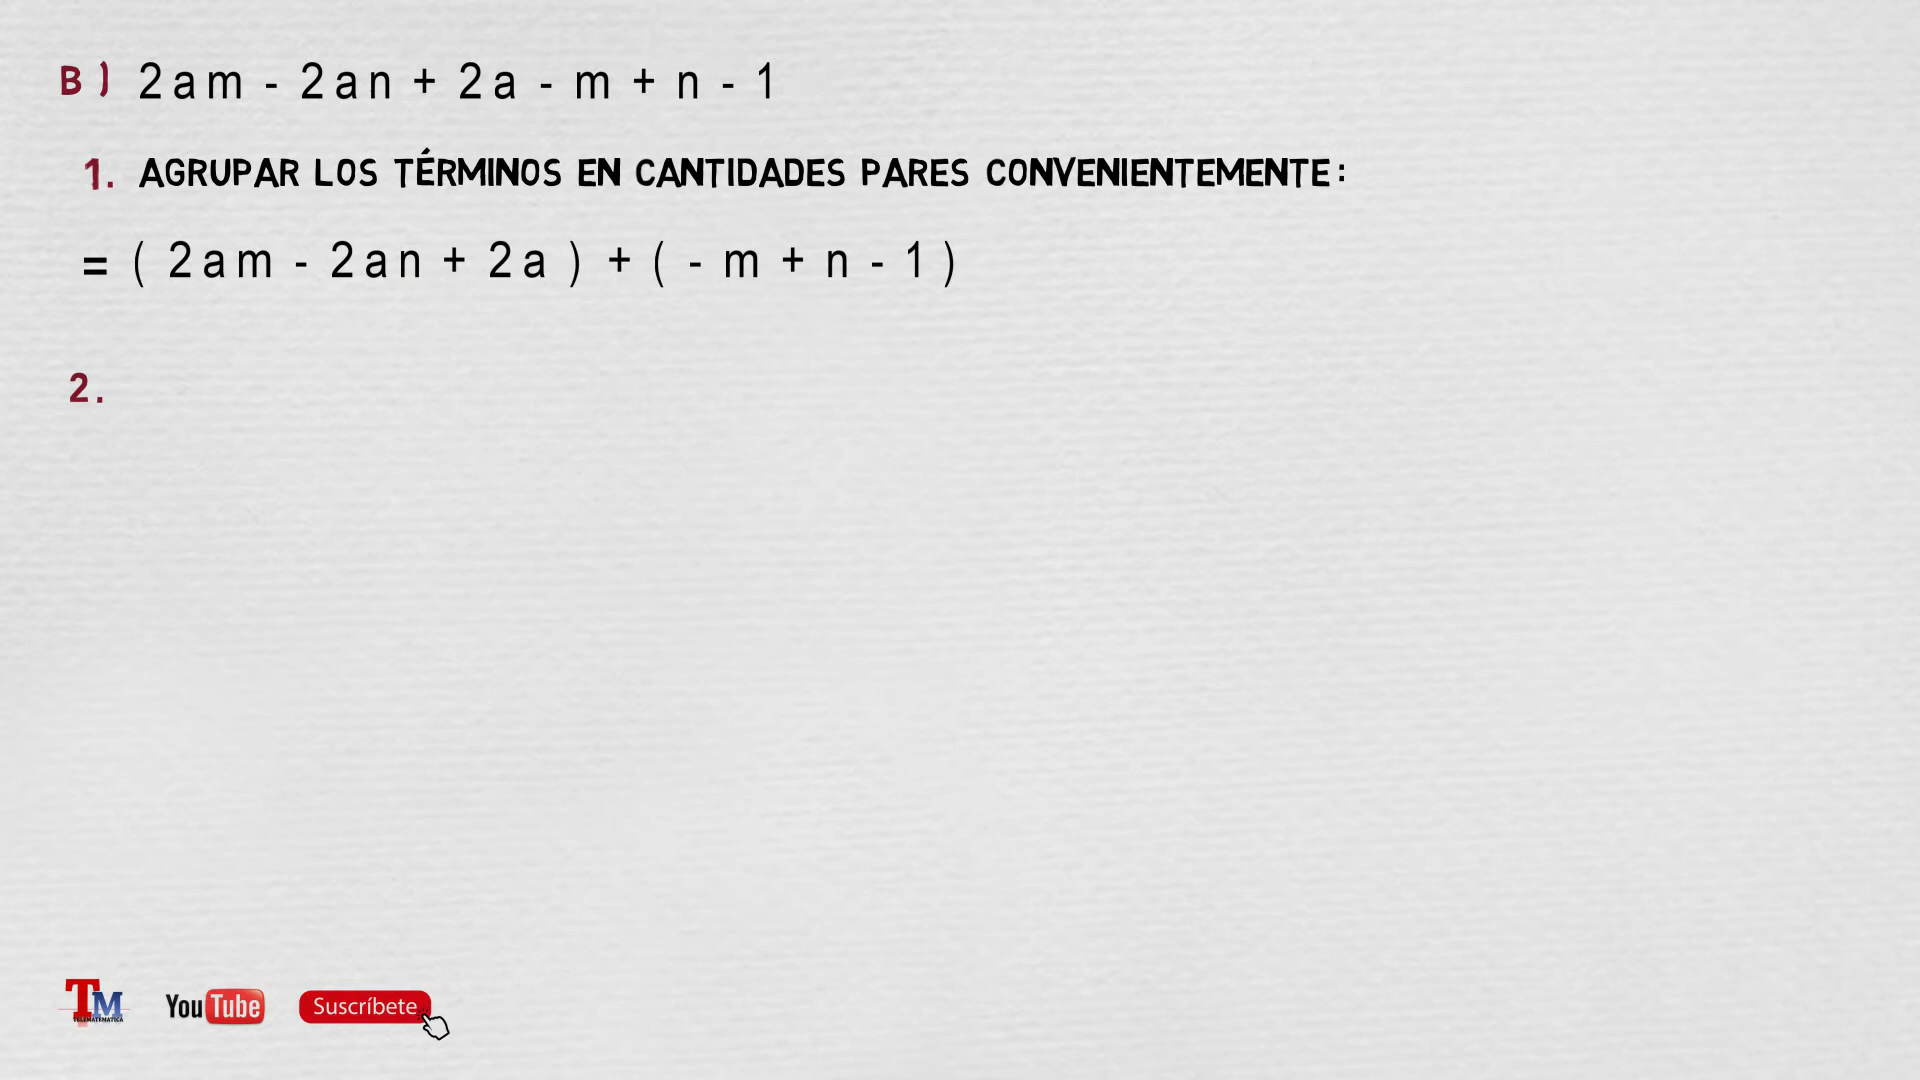 B) 2am - 2an + 2a - m + n - 1
1. AGRUPAR LOS TÉRMINOS EN CANTIDADES PARES CONVENIENTEMENTE:
= ( 2am - 2an + 2a ) + ( - m + n - 1 )
2.
TM
TELEMATEMATICA
YouTube
Suscríbete